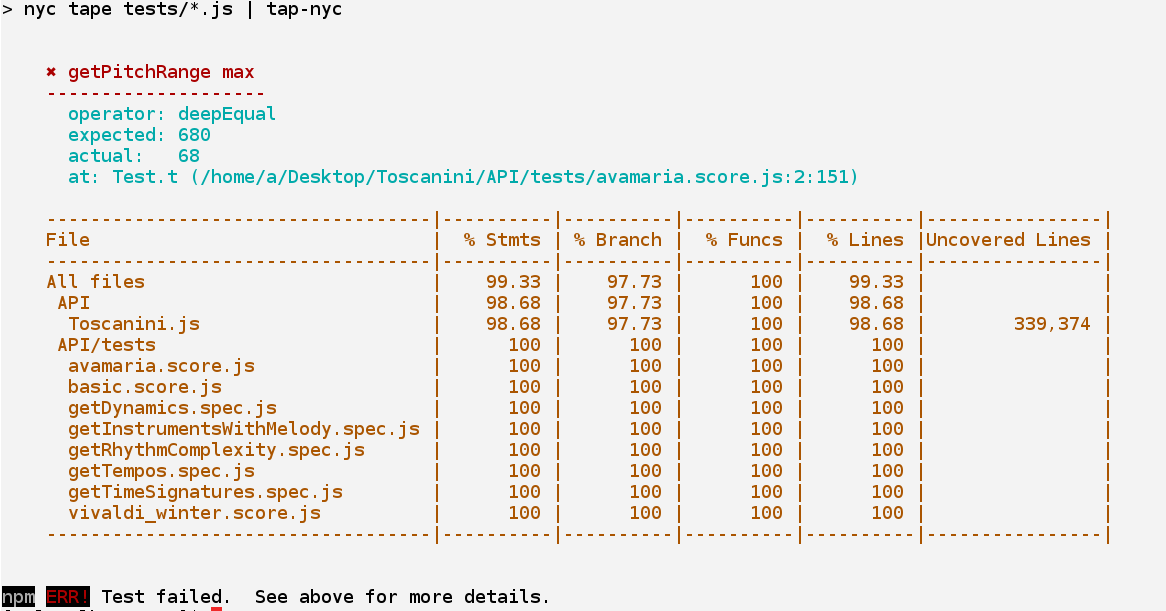 > nyc tape tests/*.js | tap-nyc
✖ getPitchRange max
--------------------
operator: deepEqual
expected: 680
actual:   68
at: Test.t (/home/a/Desktop/Toscanini/API/tests/avamaria.score.js:2:151)
-----------------------------------|----------|----------|----------|----------|----------------|
File                               |  % Stmts | % Branch |  % Funcs |  % Lines |Uncovered Lines |
-----------------------------------|----------|----------|----------|----------|----------------|
All files                          |    99.33 |    97.73 |      100 |    99.33 |                |
 API                               |    98.68 |    97.73 |      100 |    98.68 |                |
  Toscanini.js                     |    98.68 |    97.73 |      100 |    98.68 |        339,374 |
 API/tests                         |      100 |      100 |      100 |      100 |                |
  avamaria.score.js                |      100 |      100 |      100 |      100 |                |
  basic.score.js                   |      100 |      100 |      100 |      100 |                |
  getDynamics.spec.js              |      100 |      100 |      100 |      100 |                |
  getInstrumentsWithMelody.spec.js |      100 |      100 |      100 |      100 |                |
  getRhythmComplexity.spec.js      |      100 |      100 |      100 |      100 |                |
  getTempos.spec.js                |      100 |      100 |      100 |      100 |                |
  getTimeSignatures.spec.js        |      100 |      100 |      100 |      100 |                |
  vivaldi_winter.score.js          |      100 |      100 |      100 |      100 |                |
-----------------------------------|----------|----------|----------|----------|----------------|
npm ERR! Test failed.  See above for more details.